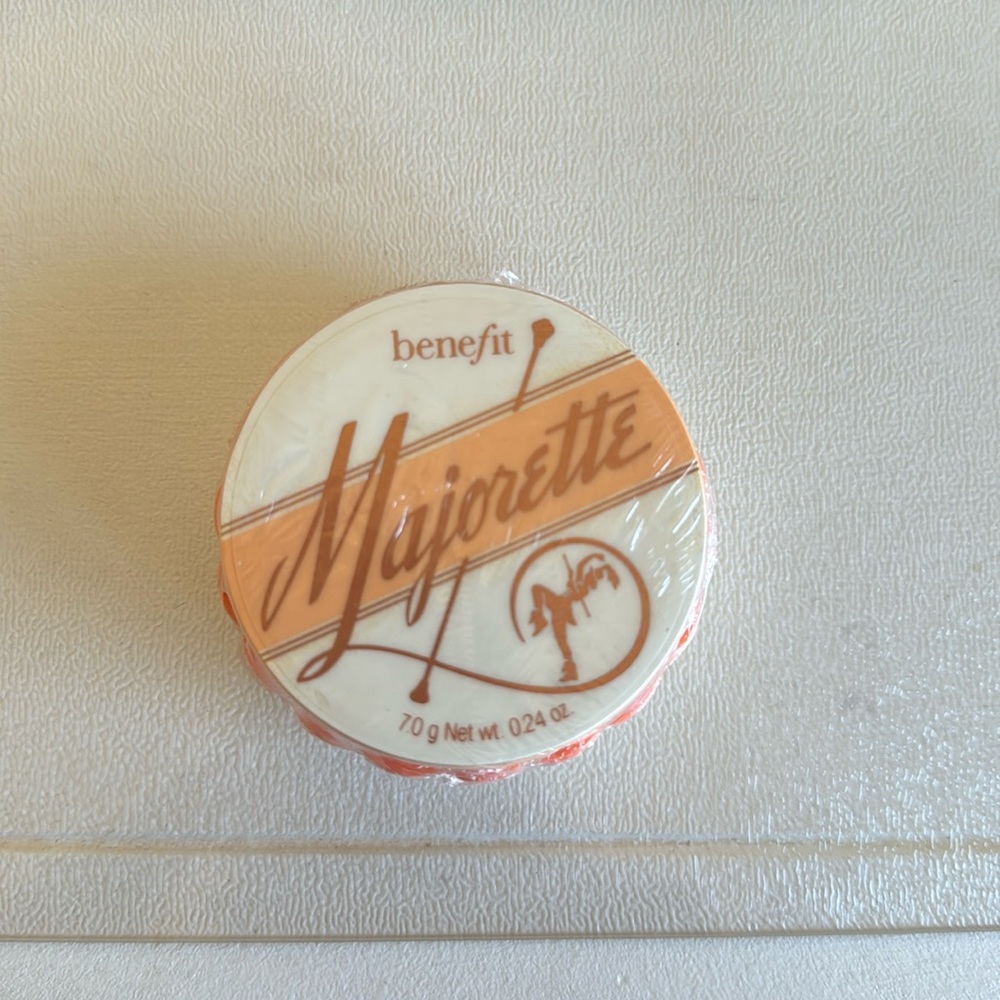 benefit
Majorette
7.0 g Net wt. 0.24 oz.